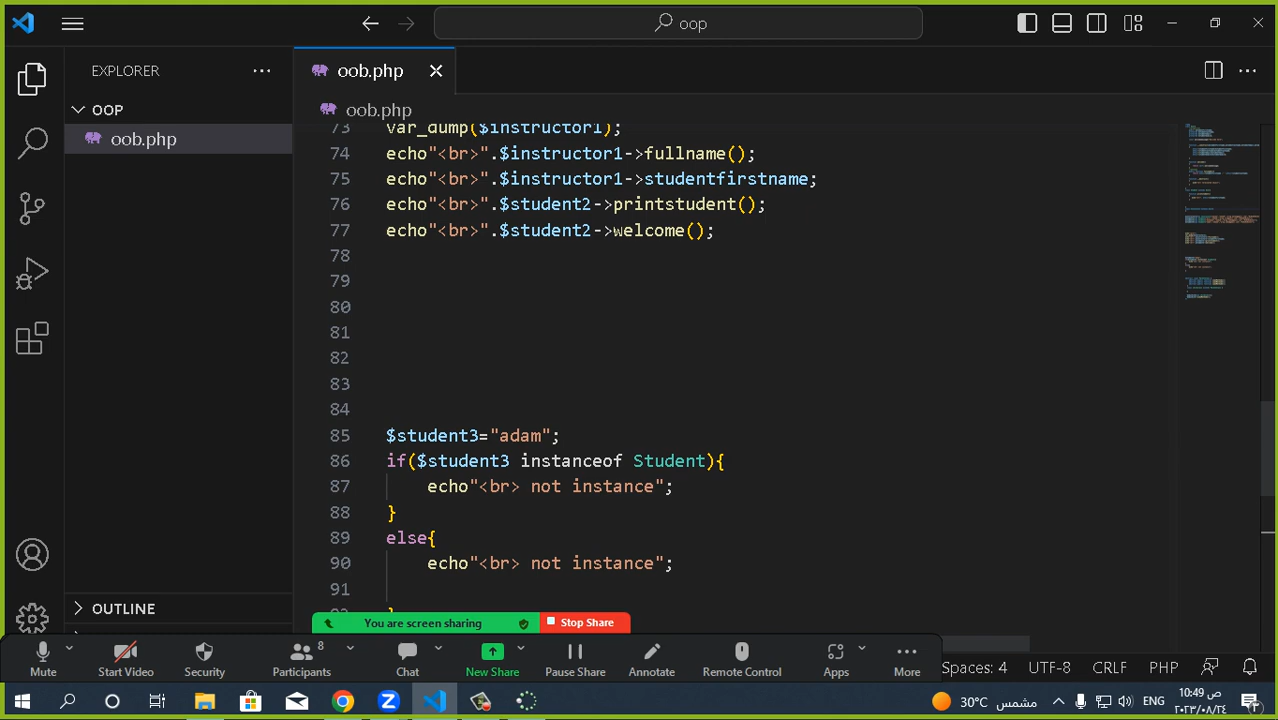 oop
EXPLORER
oob.php
OOP
oob.php
oob.php
73 var_dump($instructor1);
74 echo"<br>".$instructor1->fullname();
75 echo"<br>".$instructor1->studentfirstname;
76 echo"<br>".$student2->printstudent();
77 echo"<br>".$student2->welcome();
78
79
80
81
82
83
84
85 $student3="adam";
86 if($student3 instanceof Student){
87 echo"<br> not instance";
88 }
89 else{
90 echo"<br> not instance";
91
92 }
OUTLINE
You are screen sharing Stop Share
Mute Start Video Security Participants 8 Chat New Share Pause Share Annotate Remote Control Apps More
Spaces: 4 UTF-8 CRLF PHP
30°C مشمس ENG 10:49 ص
٢٠٢٣/٠٨/٢٤